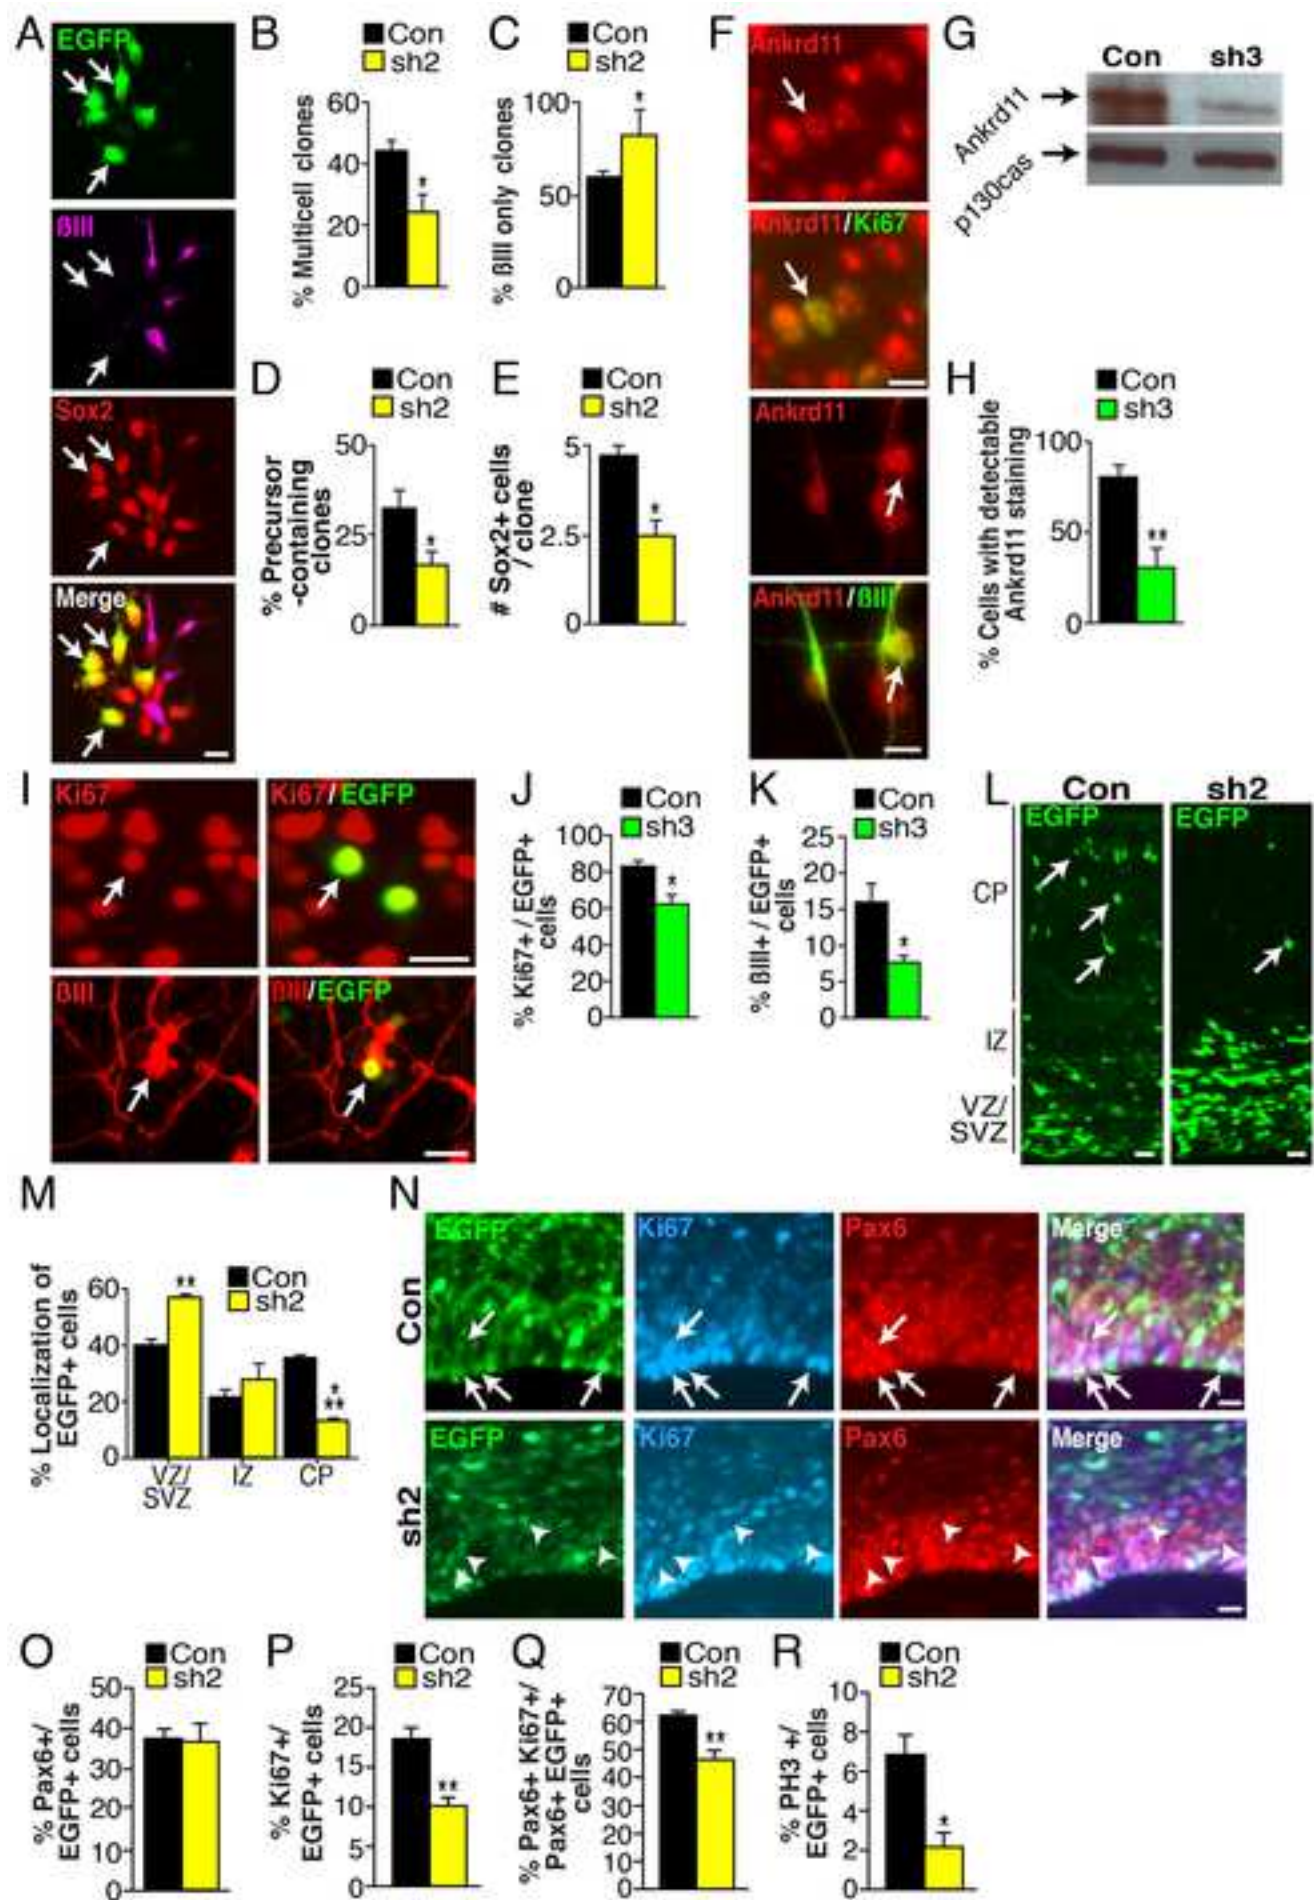 A
EGFP
βIII
Sox2
Merge
B
Con
sh2
% Multicell clones
60
40
20
0
*
C
Con
sh2
% βIII only clones
100
50
0
*
D
Con
sh2
% Precursor
-containing
clones
50
25
0
*
E
Con
sh2
# Sox2+ cells
/ clone
5
2.5
0
*
F
Ankrd11
Ankrd11/Ki67
Ankrd11
Ankrd11/βIII
G
Con sh3
Ankrd11
p130cas
H
Con
sh3
% Cells with detectable
Ankrd11 staining
100
50
0
**
I
Ki67
Ki67/EGFP
βIII
βIII/EGFP
J
Con
sh3
% Ki67+ / EGFP+
cells
100
80
60
40
20
0
*
K
Con
sh3
% βIII+ / EGFP+
cells
25
20
15
10
5
0
*
L
Con sh2
EGFP EGFP
CP
IZ
VZ/
SVZ
M
Con
sh2
% Localization of
EGFP+ cells
60
40
20
0
**
*
**
VZ/
SVZ
IZ
CP
N
Con
EGFP
Ki67
Pax6
Merge
sh2
EGFP
Ki67
Pax6
Merge
O
Con
sh2
% Pax6+/
EGFP+ cells
50
40
30
20
10
0
P
Con
sh2
% Ki67+/
EGFP+ cells
25
20
15
10
5
0
**
Q
Con
sh2
% Pax6+ Ki67+/
Pax6+ EGFP+
cells
70
60
50
40
30
20
10
0
**
R
Con
sh2
% PH3 +/
EGFP+ cells
10
8
6
4
2
0
*